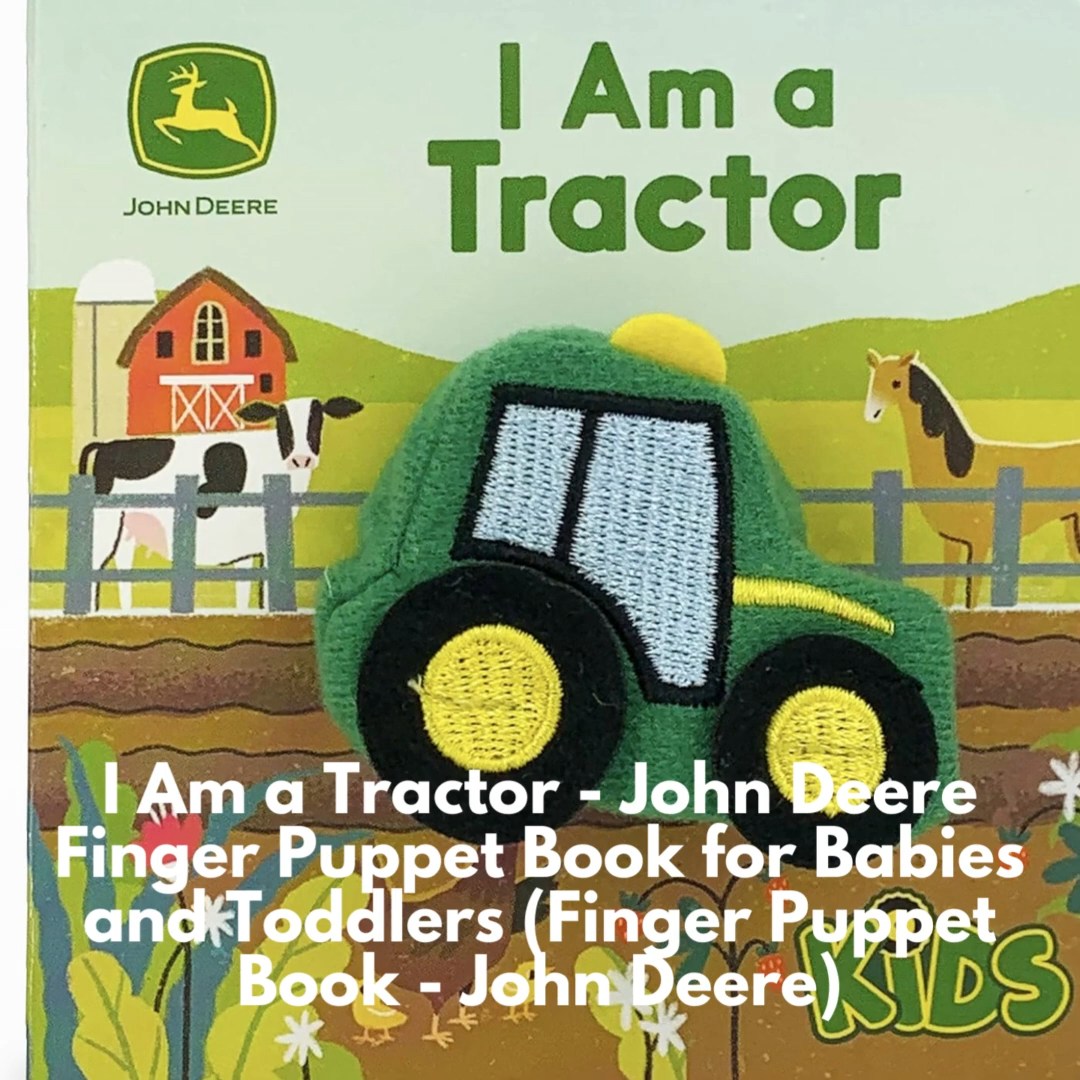 I Am a
Tractor
JOHN DEERE
I Am a Tractor - John Deere
Finger Puppet Book for Babies
and Toddlers (Finger Puppet
Book - John Deere)
KIDS